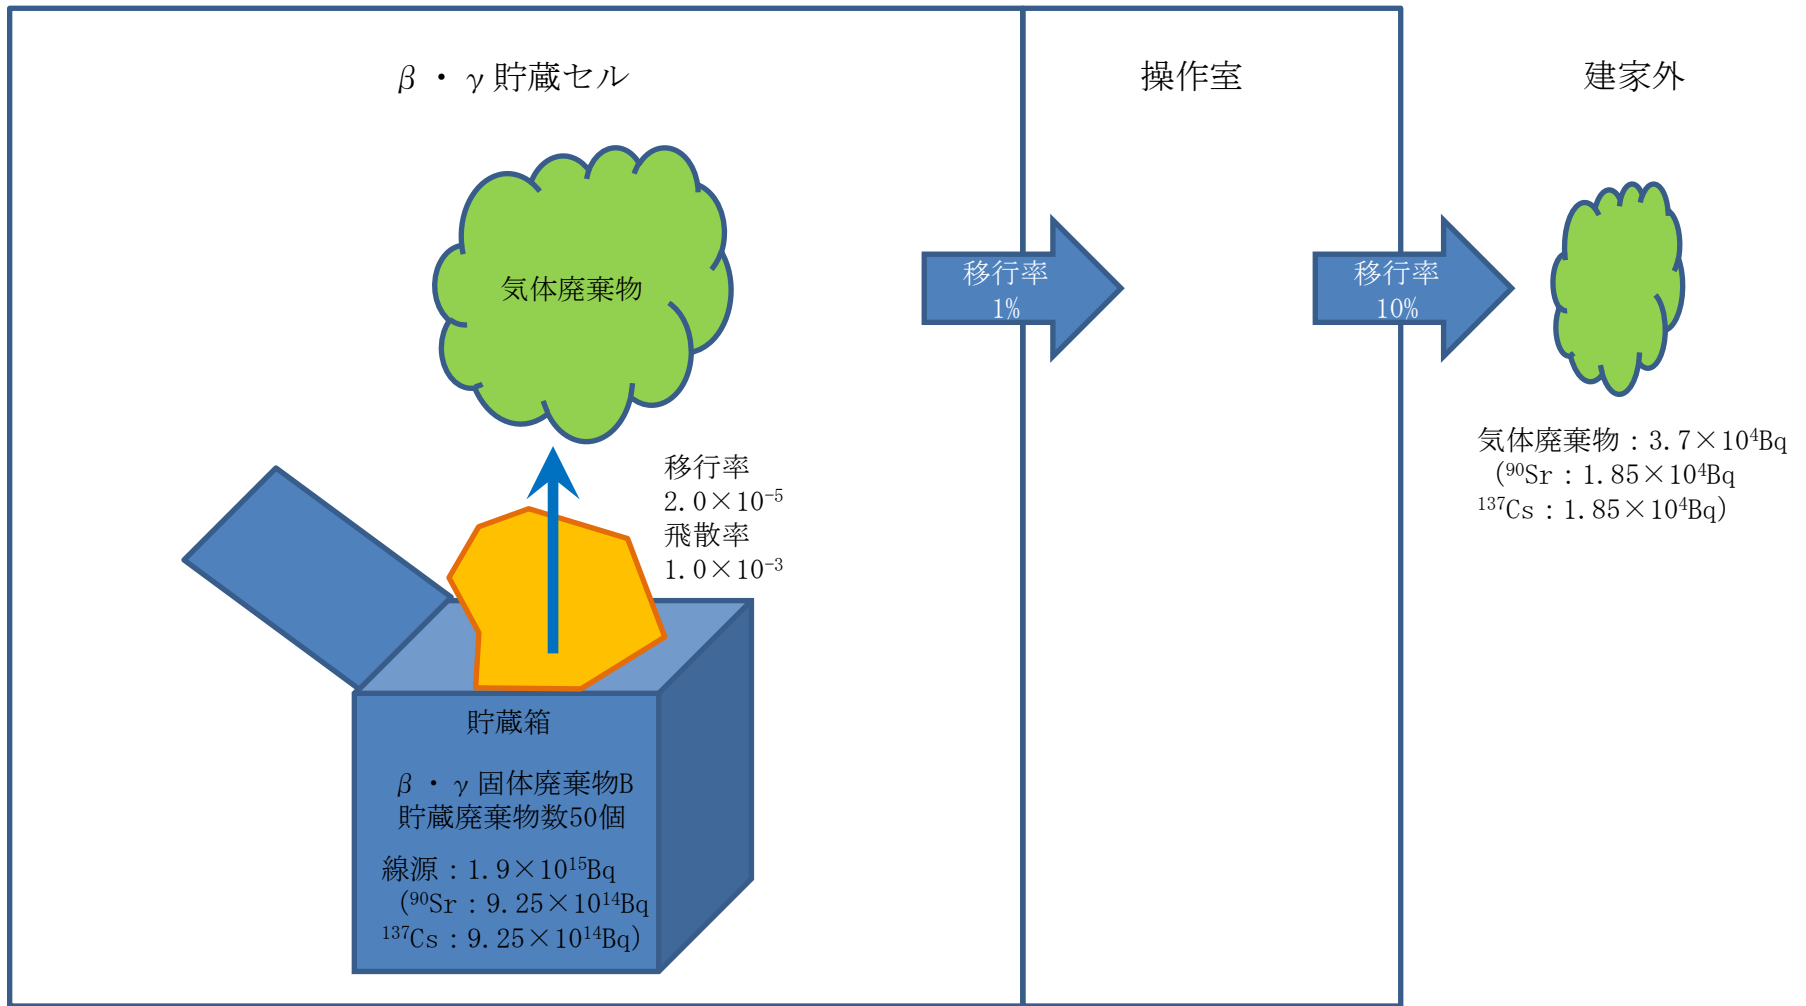 β・γ貯蔵セル
操作室
建家外
気体廃棄物
移行率
1%
移行率
10%
気体廃棄物：3.7×10⁴Bq
（⁹⁰Sr：1.85×10⁴Bq
¹³⁷Cs：1.85×10⁴Bq）
移行率
2.0×10⁻⁵
飛散率
1.0×10⁻³
貯蔵箱
β・γ固体廃棄物B
貯蔵廃棄物数50個
線源：1.9×10¹⁵Bq
（⁹⁰Sr：9.25×10¹⁴Bq
¹³⁷Cs：9.25×10¹⁴Bq）